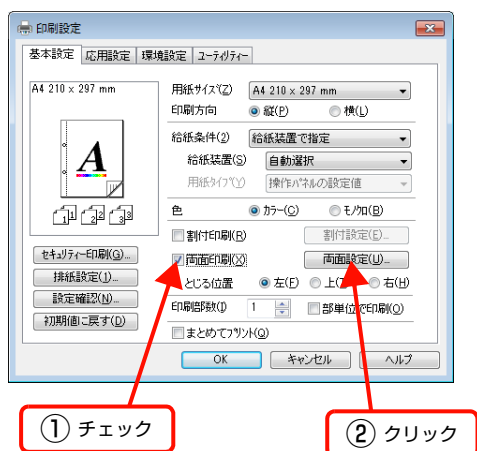 印刷設定
基本設定 応用設定 環境設定 ユーティリティー
A4 210 x 297 mm
用紙サイズ(Z) A4 210 x 297 mm
印刷方向 縦(P) 横(L)
給紙条件(2) 給紙装置で指定
給紙装置(S) 自動選択
用紙タイプ(Y) 操作パネルの設定値
A
1 1 2 2 3 3
色 カラー(C) モノクロ(B)
割付印刷(R) 割付設定(E)...
セキュリティー印刷(G)...
両面印刷(X) 両面設定(U)...
排紙設定(1)...
とじる位置 左(F) 上(T) 右(H)
設定確認(N)...
印刷部数(I) 1 部単位で印刷(O)
初期値に戻す(D)
まとめてプリント(Q)
OK キャンセル ヘルプ
① チェック
② クリック